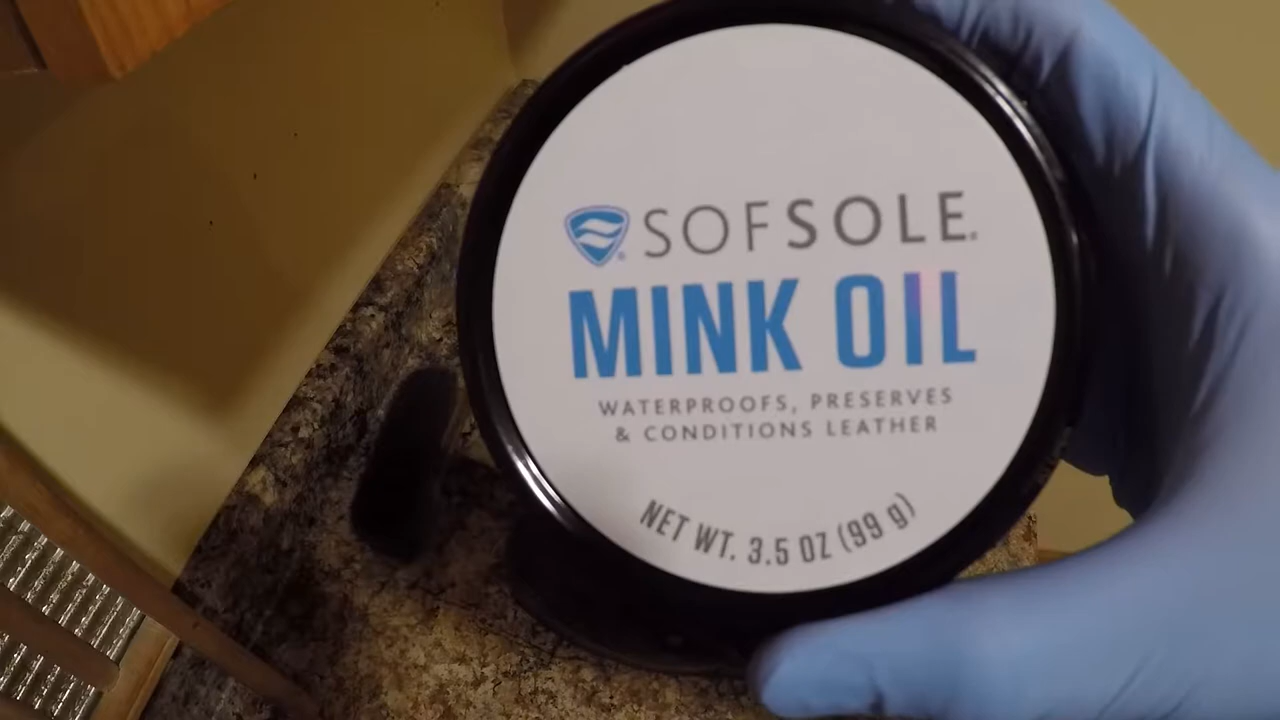 SOFSOLE®
MINK OIL
WATERPROOFS, PRESERVES
& CONDITIONS LEATHER
NET WT. 3.5 OZ (99 g)